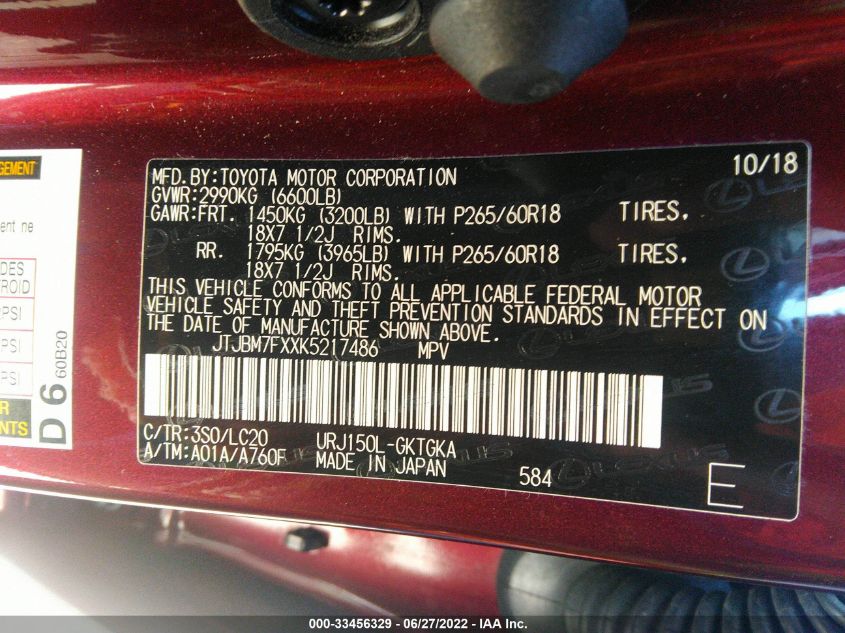 10/18
MFD.BY:TOYOTA MOTOR CORPORATION
GVWR:2990KG (6600LB)
GAWR:FRT. 1450KG (3200LB) WITH P265/60R18 TIRES.
18X7 1/2J RIMS.
RR. 1795KG (3965LB) WITH P265/60R18 TIRES.
18X7 1/2J RIMS.
THIS VEHICLE CONFORMS TO ALL APPLICABLE FEDERAL MOTOR
VEHICLE SAFETY AND THEFT PREVENTION STANDARDS IN EFFECT ON
THE DATE OF MANUFACTURE SHOWN ABOVE.
JTJBM7FXXK5217486 MPV
C/TR:3S0/LC20 URJ150L-GKTGKA
A/TM:A01A/A760F MADE IN JAPAN 584
E
LEXUS
ment ne
PSI
PSI
D 6 60B20
000-33456329 - 06/27/2022 - IAA Inc.